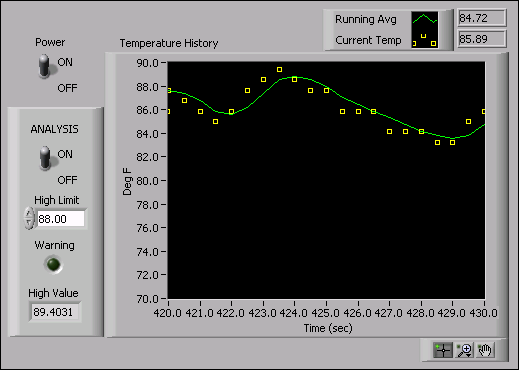 Running Avg 84.72
Current Temp 85.89
Power
ON
OFF
Temperature History
ANALYSIS
ON
OFF
High Limit
88.00
Warning
High Value
89.4031
Deg F
90.0
88.0
86.0
84.0
82.0
80.0
78.0
76.0
74.0
72.0
70.0
420.0 421.0 422.0 423.0 424.0 425.0 426.0 427.0 428.0 429.0 430.0
Time (sec)